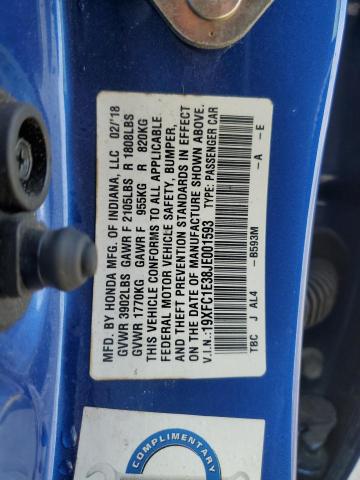 MFD. BY HONDA MFG. OF INDIANA, LLC 02/'18
GVWR 3902LBS GAWR F 2105LBS R 1808LBS
GVWR 1770KG GAWR F 955KG R 820KG
THIS VEHICLE CONFORMS TO ALL APPLICABLE
FEDERAL MOTOR VEHICLE SAFETY, BUMPER,
AND THEFT PREVENTION STANDARDS IN EFFECT
ON THE DATE OF MANUFACTURE SHOWN ABOVE.
V.I.N.: 19XFC1E38JE001593 TYPE: PASSENGER CAR
TBC J AL4 -B593M -A -E
COMPLIMENTARY